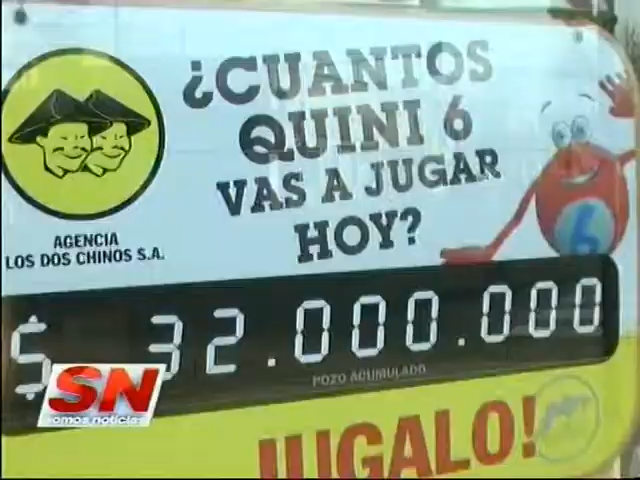 ¿CUANTOS
QUINI 6
VAS A JUGAR
HOY?
AGENCIA
LOS DOS CHINOS S.A.
6
$ 32.000.000
POZO ACUMULADO
SN
somos noticias
JUGALO!